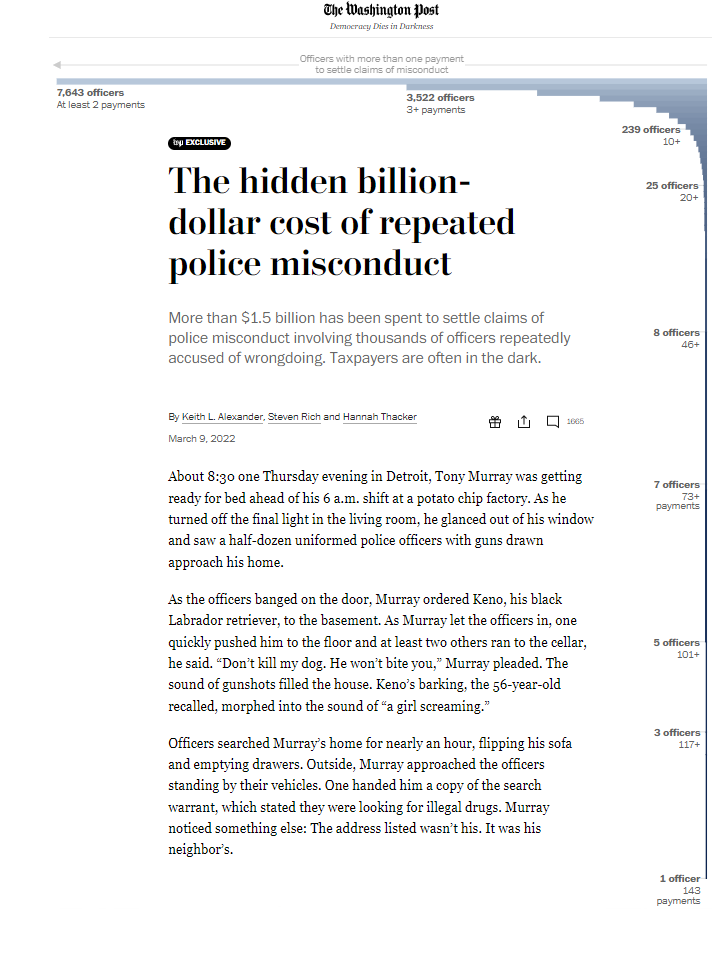 The Washington Post
Democracy Dies in Darkness
Officers with more than one payment
to settle claims of misconduct
7,643 officers
At least 2 payments
3,522 officers
3+ payments
239 officers
10+
25 officers
20+
8 officers
46+
7 officers
73+
payments
5 officers
101+
3 officers
117+
1 officer
143
payments
wp EXCLUSIVE
The hidden billion-
dollar cost of repeated
police misconduct
More than $1.5 billion has been spent to settle claims of
police misconduct involving thousands of officers repeatedly
accused of wrongdoing. Taxpayers are often in the dark.
By Keith L. Alexander, Steven Rich and Hannah Thacker
1665
March 9, 2022
About 8:30 one Thursday evening in Detroit, Tony Murray was getting
ready for bed ahead of his 6 a.m. shift at a potato chip factory. As he
turned off the final light in the living room, he glanced out of his window
and saw a half-dozen uniformed police officers with guns drawn
approach his home.
As the officers banged on the door, Murray ordered Keno, his black
Labrador retriever, to the basement. As Murray let the officers in, one
quickly pushed him to the floor and at least two others ran to the cellar,
he said. “Don’t kill my dog. He won’t bite you,” Murray pleaded. The
sound of gunshots filled the house. Keno’s barking, the 56-year-old
recalled, morphed into the sound of “a girl screaming.”
Officers searched Murray’s home for nearly an hour, flipping his sofa
and emptying drawers. Outside, Murray approached the officers
standing by their vehicles. One handed him a copy of the search
warrant, which stated they were looking for illegal drugs. Murray
noticed something else: The address listed wasn’t his. It was his
neighbor’s.